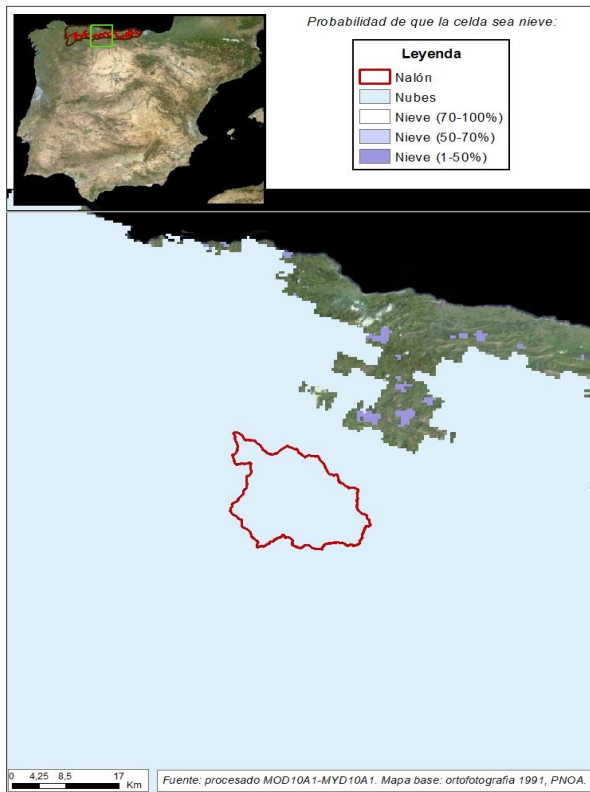 Probabilidad de que la celda sea nieve:
Leyenda
Nalón
Nubes
Nieve (70-100%)
Nieve (50-70%)
Nieve (1-50%)
0 4,25 8,5 17
Km
Fuente: procesado MOD10A1-MYD10A1. Mapa base: ortofotografia 1991, PNOA.